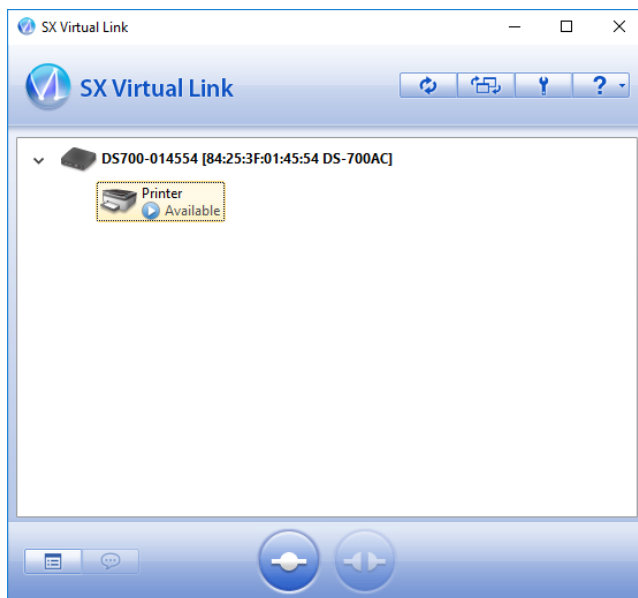 SX Virtual Link
SX Virtual Link
?
DS700-014554 [84:25:3F:01:45:54 DS-700AC]
Printer
Available